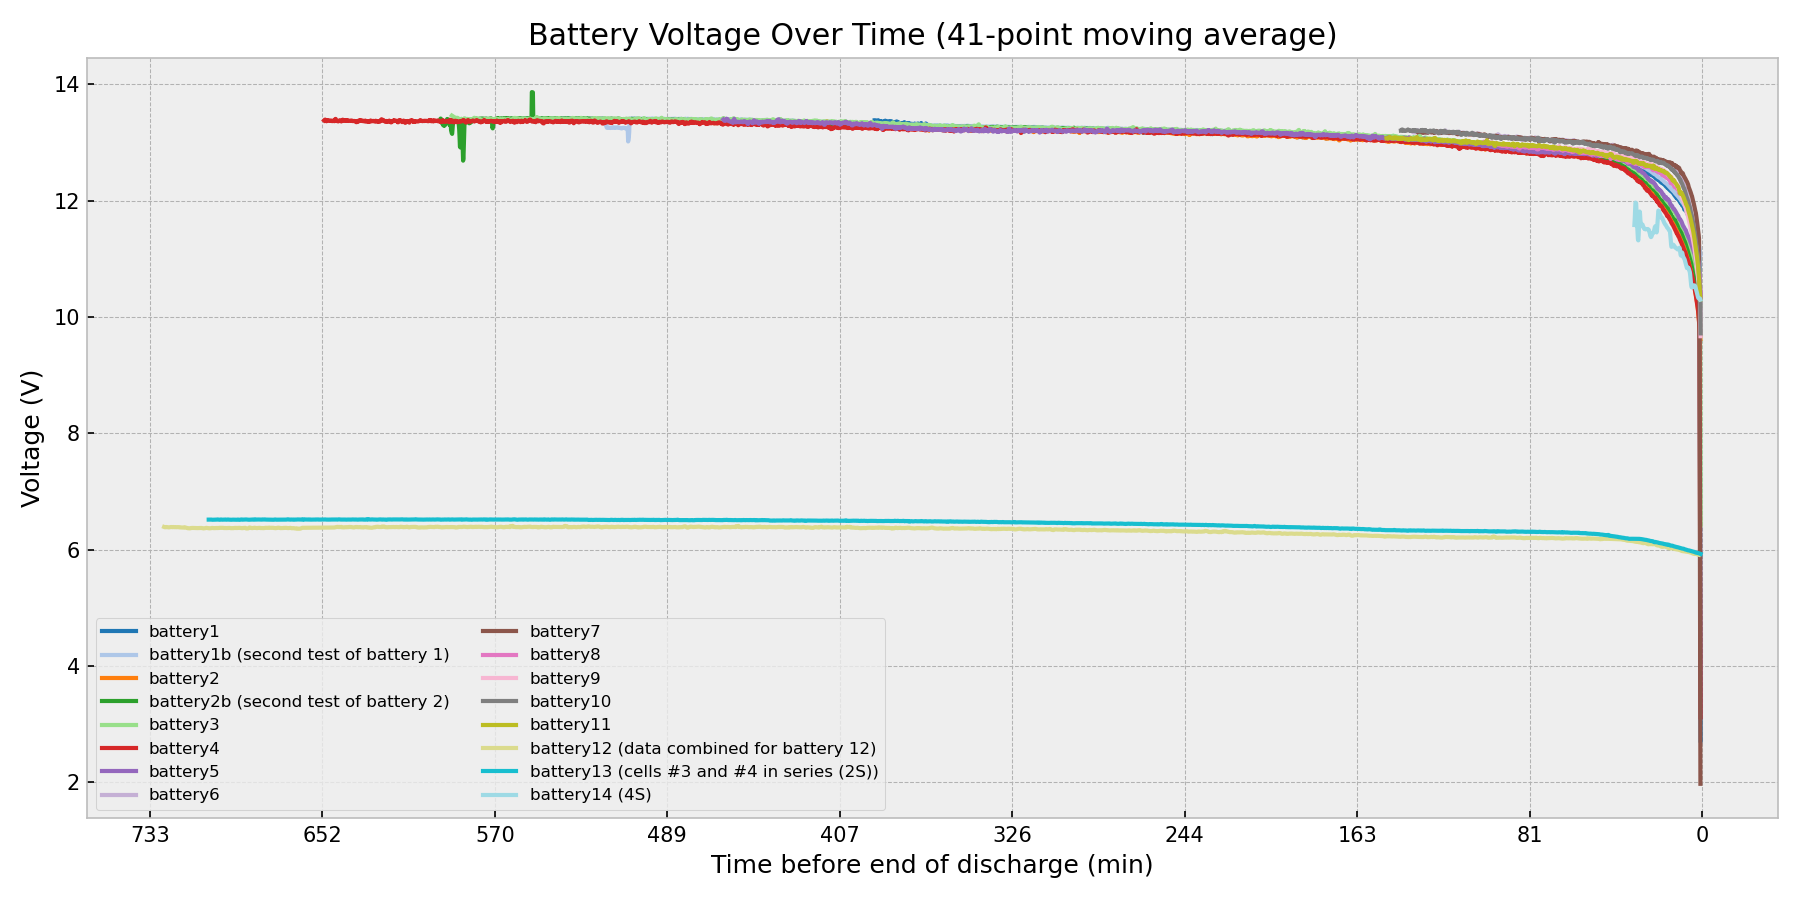 Battery Voltage Over Time (41-point moving average)
Voltage (V)
14
12
10
8
6
4
2
battery1
battery1b (second test of battery 1)
battery2
battery2b (second test of battery 2)
battery3
battery4
battery5
battery6
battery7
battery8
battery9
battery10
battery11
battery12 (data combined for battery 12)
battery13 (cells #3 and #4 in series (2S))
battery14 (4S)
733 652 570 489 407 326 244 163 81 0
Time before end of discharge (min)